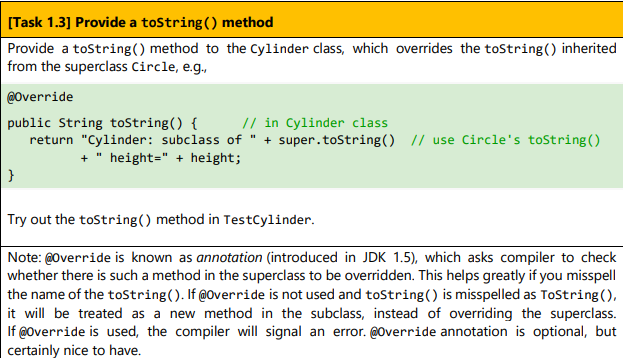 [Task 1.3] Provide a toString() method
Provide a toString() method to the Cylinder class, which overrides the toString() inherited
from the superclass Circle, e.g.,
@Override
public String toString() { // in Cylinder class
return "Cylinder: subclass of " + super.toString() // use Circle's toString()
+ " height=" + height;
}
Try out the toString() method in TestCylinder.
Note: @Override is known as annotation (introduced in JDK 1.5), which asks compiler to check
whether there is such a method in the superclass to be overridden. This helps greatly if you misspell
the name of the toString(). If @Override is not used and toString() is misspelled as ToString(),
it will be treated as a new method in the subclass, instead of overriding the superclass.
If @Override is used, the compiler will signal an error. @Override annotation is optional, but
certainly nice to have.